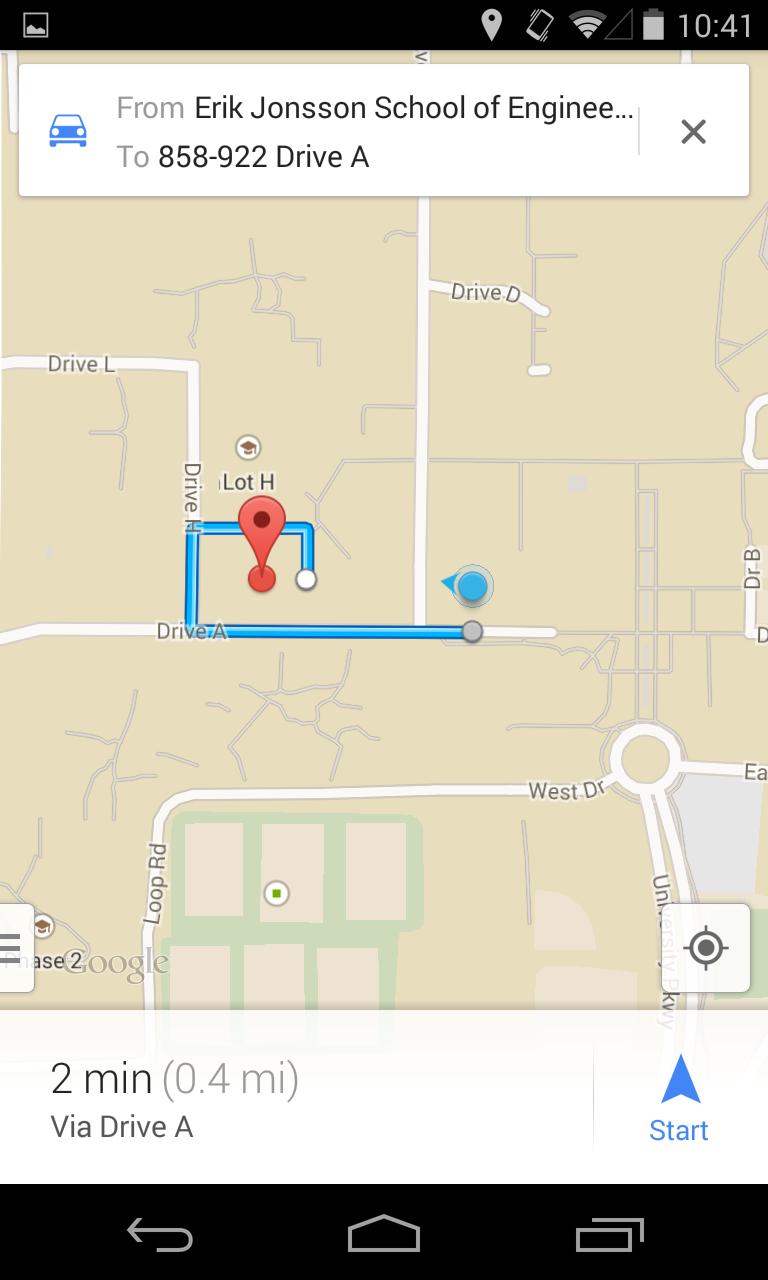 10:41
From Erik Jonsson School of Enginee...
To 858-922 Drive A
Drive D
Drive L
Lot H
Drive H
Dr B
Drive A
D
West Dr
Ea
Loop Rd
University Pkwy
Phase 2
Google
2 min (0.4 mi)
Via Drive A
Start